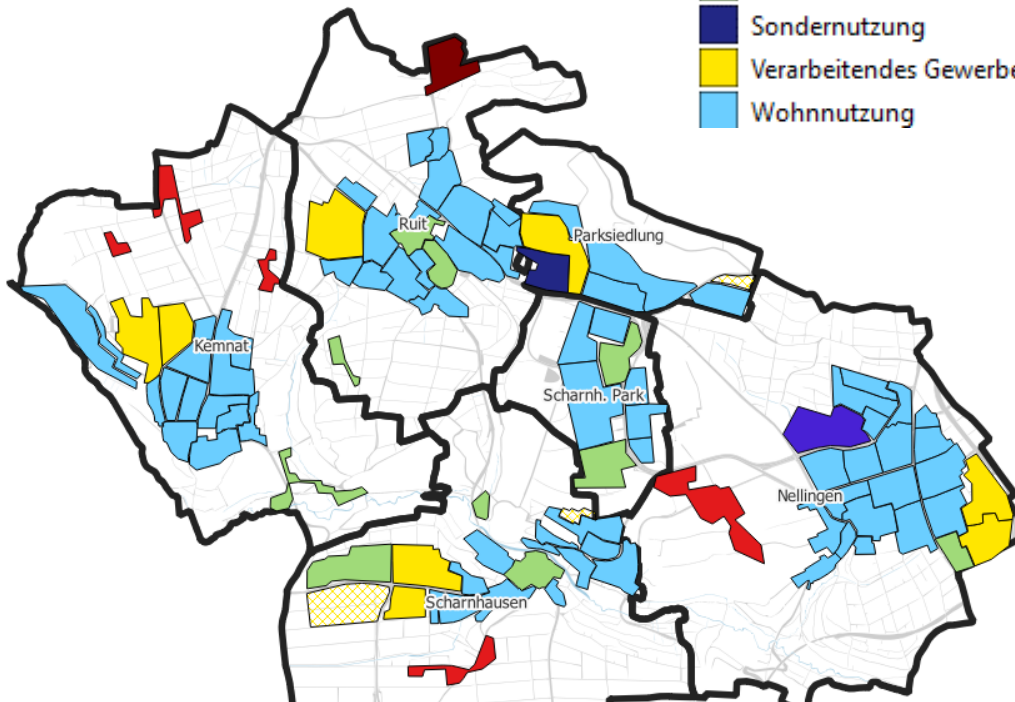 Sondernutzung
Verarbeitendes Gewerbe
Wohnnutzung
Ruit
Parksiedlung
Kemnat
Scharnh. Park
Nellingen
Scharnhausen